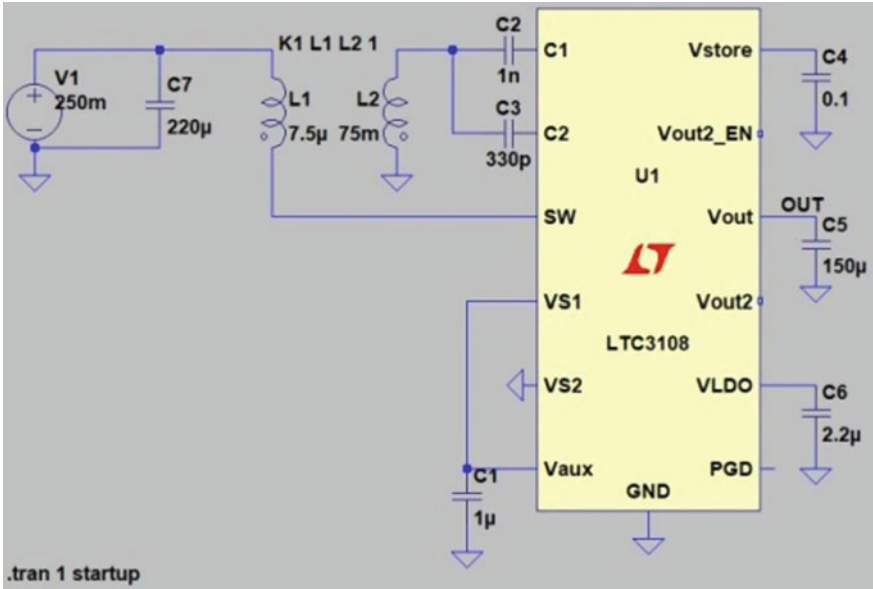 K1 L1 L2 1
V1
250m
C7
220µ
L1
7.5µ
L2
75m
C2
1n
C3
330p
C1
C2
SW
VS1
VS2
Vaux
C1
1µ
U1
LTC3108
GND
Vstore
Vout2_EN
Vout
Vout2
VLDO
PGD
C4
0.1
OUT
C5
150µ
C6
2.2µ
.tran 1 startup